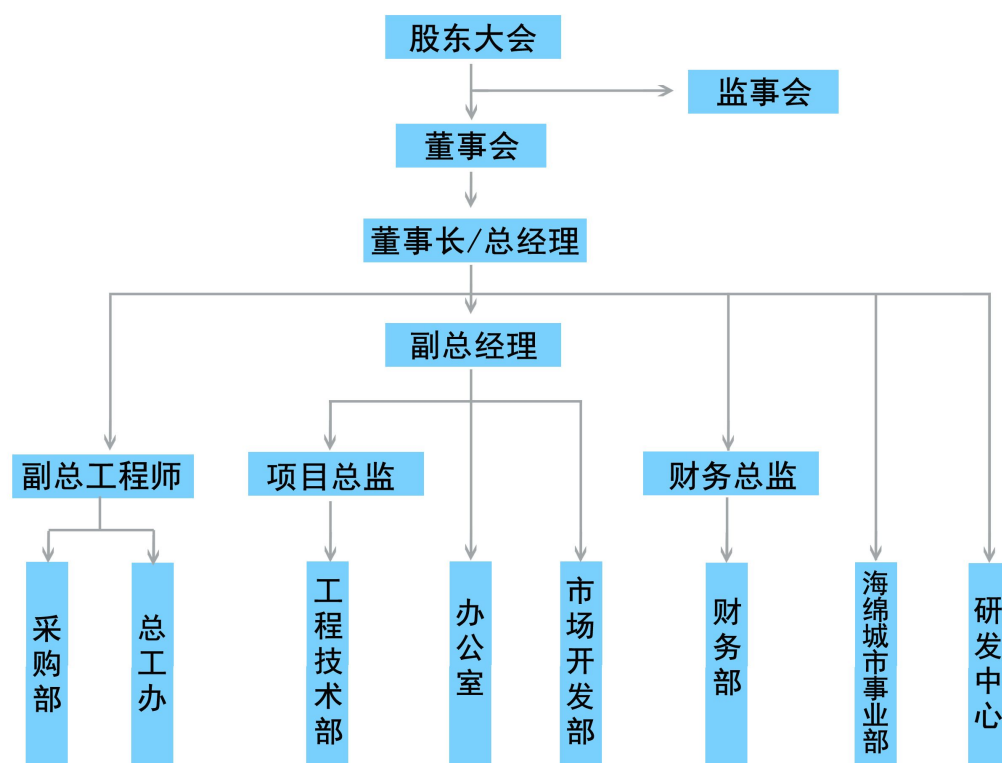 股东大会
监事会
董事会
董事长/总经理
副总经理
副总工程师
项目总监
财务总监
采购部
总工办
工程技术部
办公室
市场开发部
财务部
海绵城市事业部
研发中心